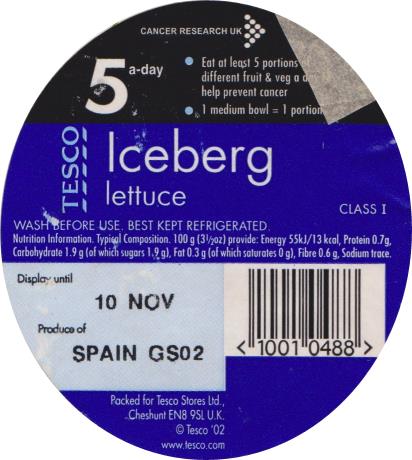 CANCER RESEARCH UK
5 a-day
• Eat at least 5 portions
different fruit & veg a
help prevent cancer
• 1 medium bowl = 1 portion
TESCO
Iceberg
lettuce
CLASS I
WASH BEFORE USE. BEST KEPT REFRIGERATED.
Nutrition Information. Typical Composition. 100 g (3½oz) provide: Energy 55kJ/13 kcal, Protein 0.7g,
Carbohydrate 1.9 g (of which sugars 1.9 g), Fat 0.3 g (of which saturates 0 g), Fibre 0.6 g, Sodium trace.
Display until
10 NOV
Produce of
SPAIN GS02
< 1001 0488 >
Packed for Tesco Stores Ltd.,
Cheshunt EN8 9SL U.K.
© Tesco '02
www.tesco.com